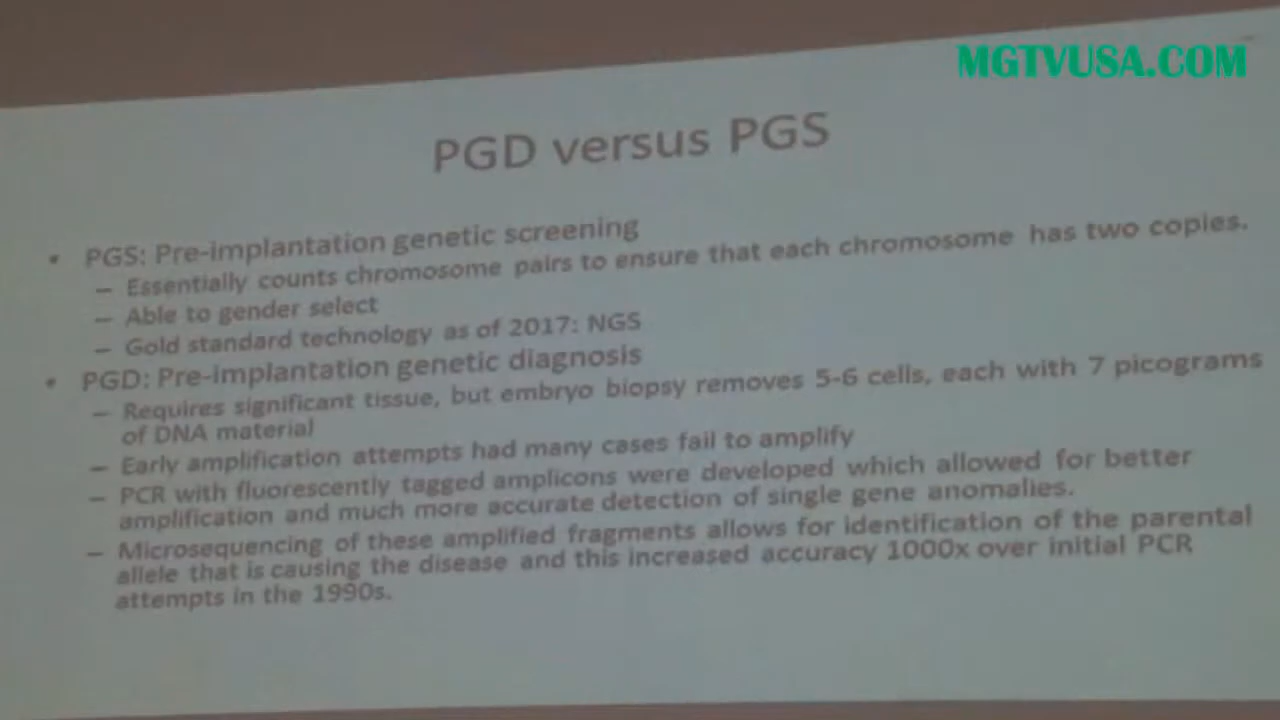 MGTVUSA.COM
PGD versus PGS
• PGS: Pre-implantation genetic screening
– Essentially counts chromosome pairs to ensure that each chromosome has two copies.
– Able to gender select
– Gold standard technology as of 2017: NGS
• PGD: Pre-implantation genetic diagnosis
– Requires significant tissue, but embryo biopsy removes 5-6 cells, each with 7 picograms
of DNA material
– Early amplification attempts had many cases fail to amplify
– PCR with fluorescently tagged amplicons were developed which allowed for better
amplification and much more accurate detection of single gene anomalies.
– Microsequencing of these amplified fragments allows for identification of the parental
allele that is causing the disease and this increased accuracy 1000x over initial PCR
attempts in the 1990s.